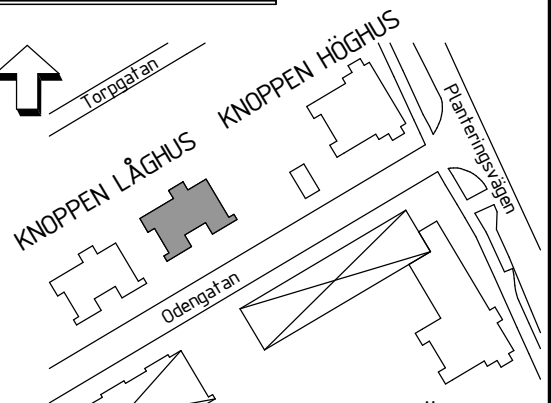 KNOPPEN HÖGHUS
Torpgatan
Planteringsvägen
KNOPPEN LÅGHUS
Odengatan